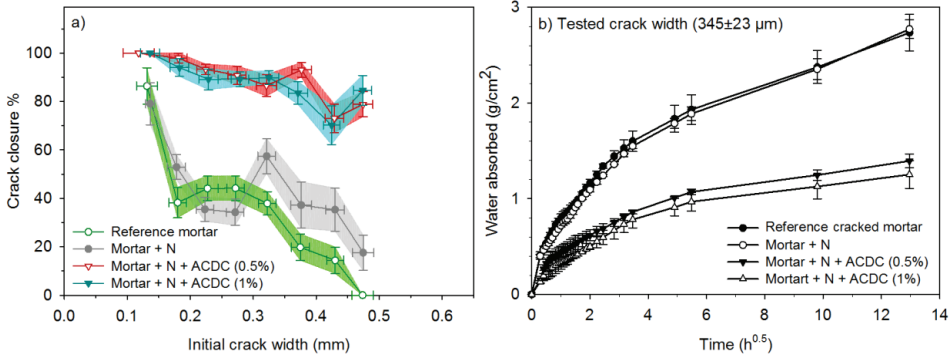 a)
Crack closure %
100
80
60
40
20
0
Reference mortar
Mortar + N
Mortar + N + ACDC (0.5%)
Mortar + N + ACDC (1%)
0.0 0.1 0.2 0.3 0.4 0.5 0.6
Initial crack width (mm)
b) Tested crack width (345±23 µm)
Water absorbed (g/cm²)
3
2
1
0
Reference cracked mortar
Mortar + N
Mortar + N + ACDC (0.5%)
Mortart + N + ACDC (1%)
0 2 4 6 8 10 12 14
Time (h⁰·⁵)